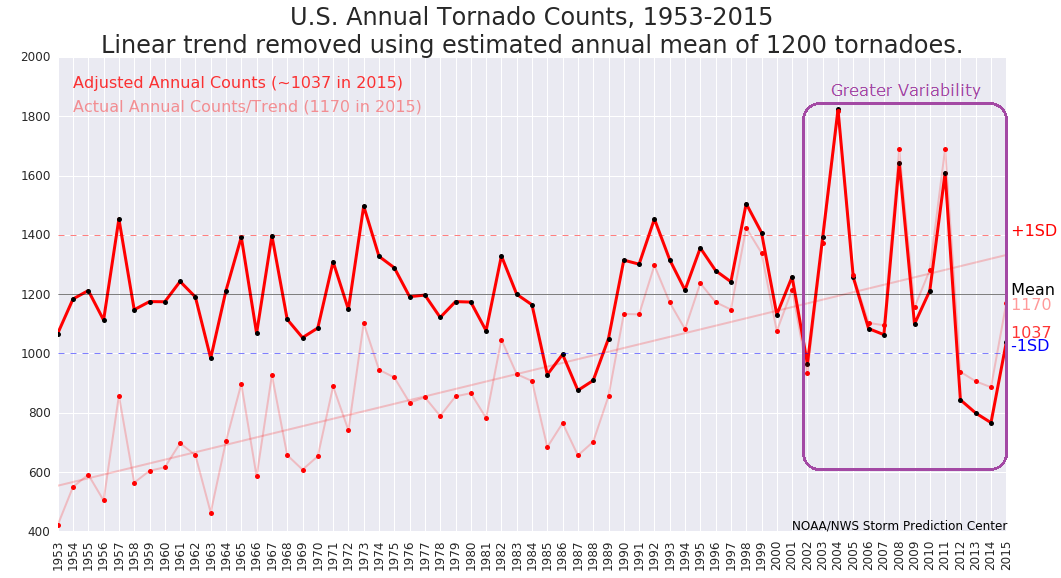 U.S. Annual Tornado Counts, 1953-2015
Linear trend removed using estimated annual mean of 1200 tornadoes.
2000
Adjusted Annual Counts (~1037 in 2015)
Actual Annual Counts/Trend (1170 in 2015)
Greater Variability
1800
1600
1400
+1SD
1200
Mean
1170
1037
1000
-1SD
800
600
400
NOAA/NWS Storm Prediction Center
1953 1954 1955 1956 1957 1958 1959 1960 1961 1962 1963 1964 1965 1966 1967 1968 1969 1970 1971 1972 1973 1974 1975 1976 1977 1978 1979 1980 1981 1982 1983 1984 1985 1986 1987 1988 1989 1990 1991 1992 1993 1994 1995 1996 1997 1998 1999 2000 2001 2002 2003 2004 2005 2006 2007 2008 2009 2010 2011 2012 2013 2014 2015